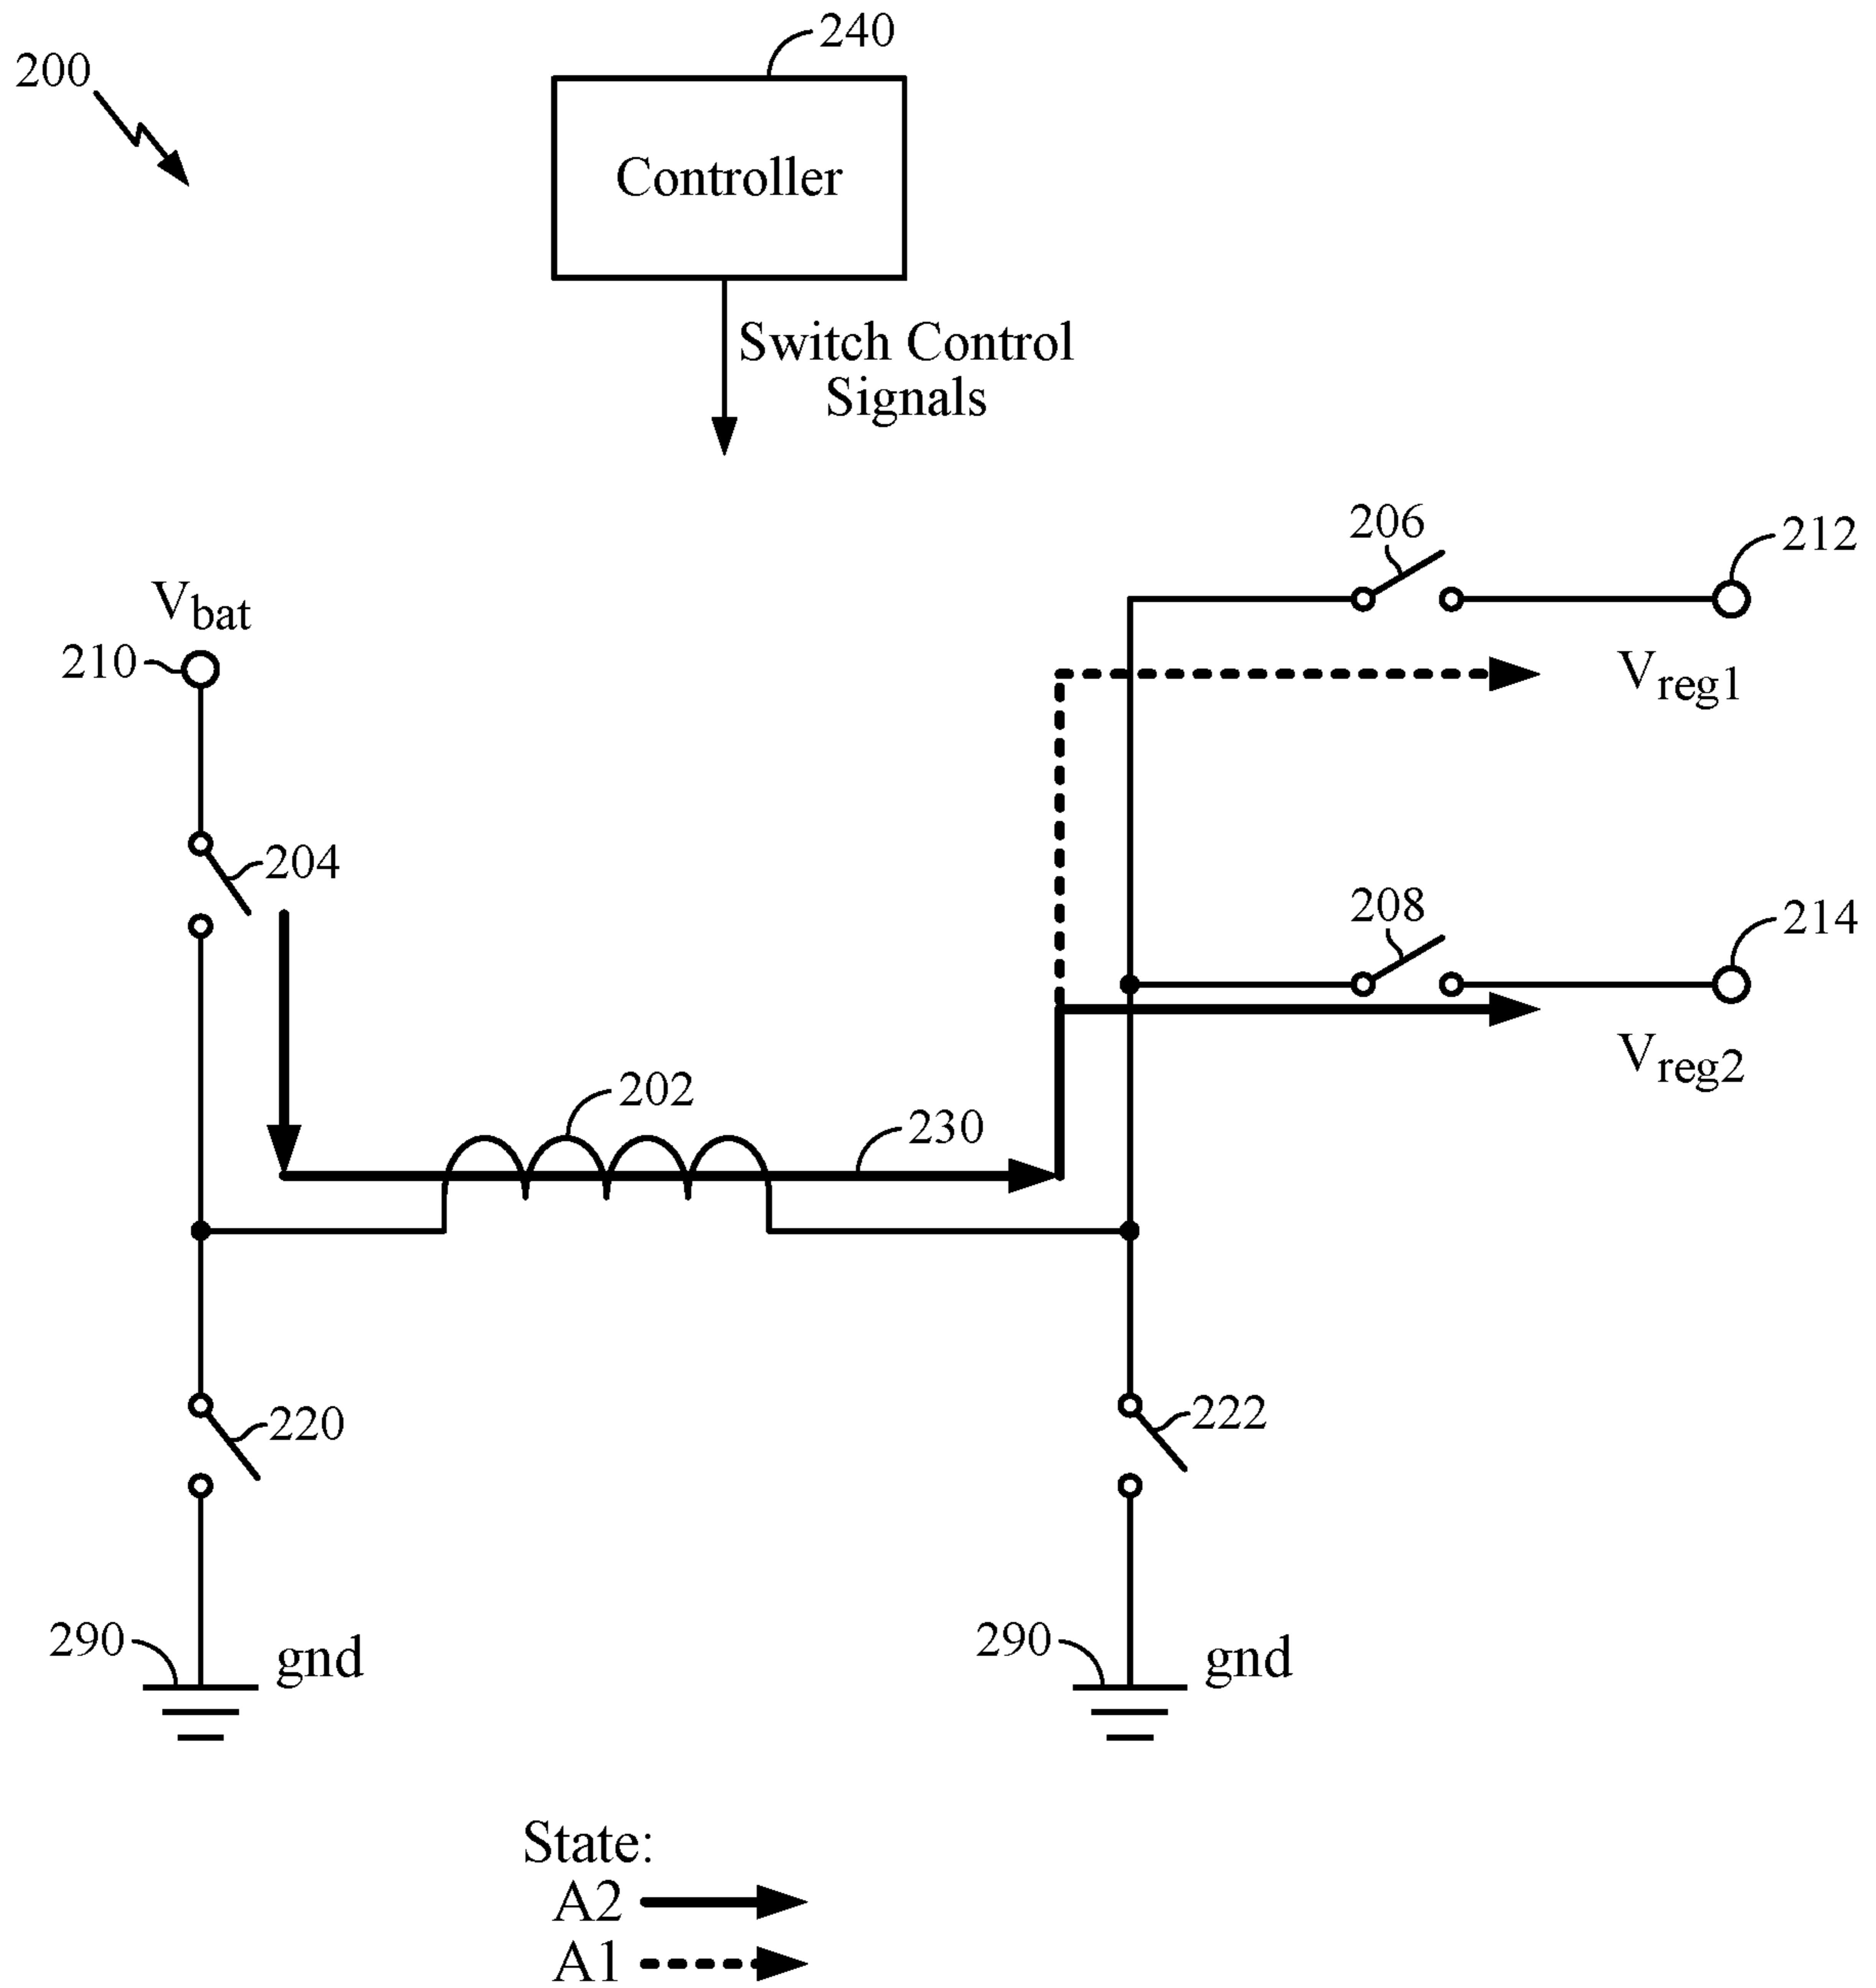 200
240
Controller
Switch Control
Signals
206
212
Vbat
210
Vreg1
204
208
214
Vreg2
202
230
220
222
290
gnd
290
gnd
State:
A2
A1